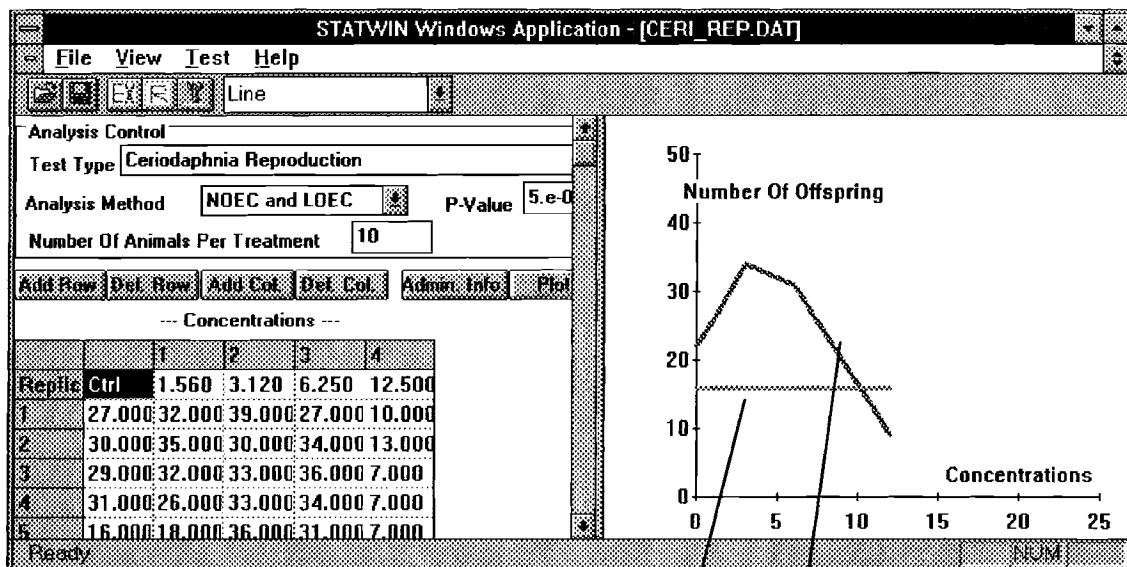 STATWIN Windows Application - [CERI_REP.DAT]
File View Test Help
EX R ? Line
Analysis Control
Test Type Ceriodaphnia Reproduction
Analysis Method NOEC and LOEC P-Value 5.e-0
Number Of Animals Per Treatment 10
Add Row Del. Row Add Col. Del. Col. Admin. Info Plot
--- Concentrations ---
1 2 3 4
Replic Ctrl 1.560 3.120 6.250 12.500
1 27.000 32.000 39.000 27.000 10.000
2 30.000 35.000 30.000 34.000 13.000
3 29.000 32.000 33.000 36.000 7.000
4 31.000 26.000 33.000 34.000 7.000
5 16.000 18.000 36.000 31.000 7.000
50
Number Of Offspring
40
30
20
10
Concentrations
0
0 5 10 15 20 25
Ready NUM